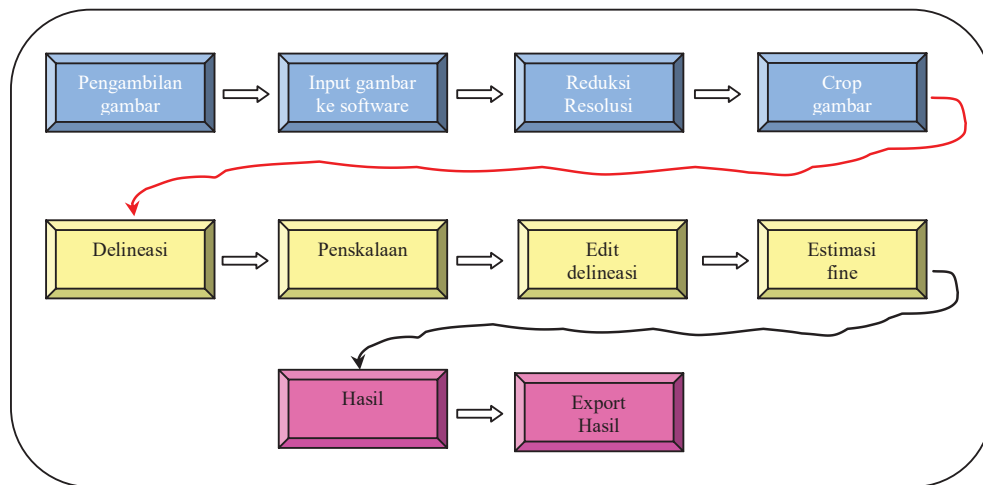 Pengambilan
gambar
Input gambar
ke software
Reduksi
Resolusi
Crop
gambar
Delineasi
Penskalaan
Edit
delineasi
Estimasi
fine
Hasil
Export
Hasil